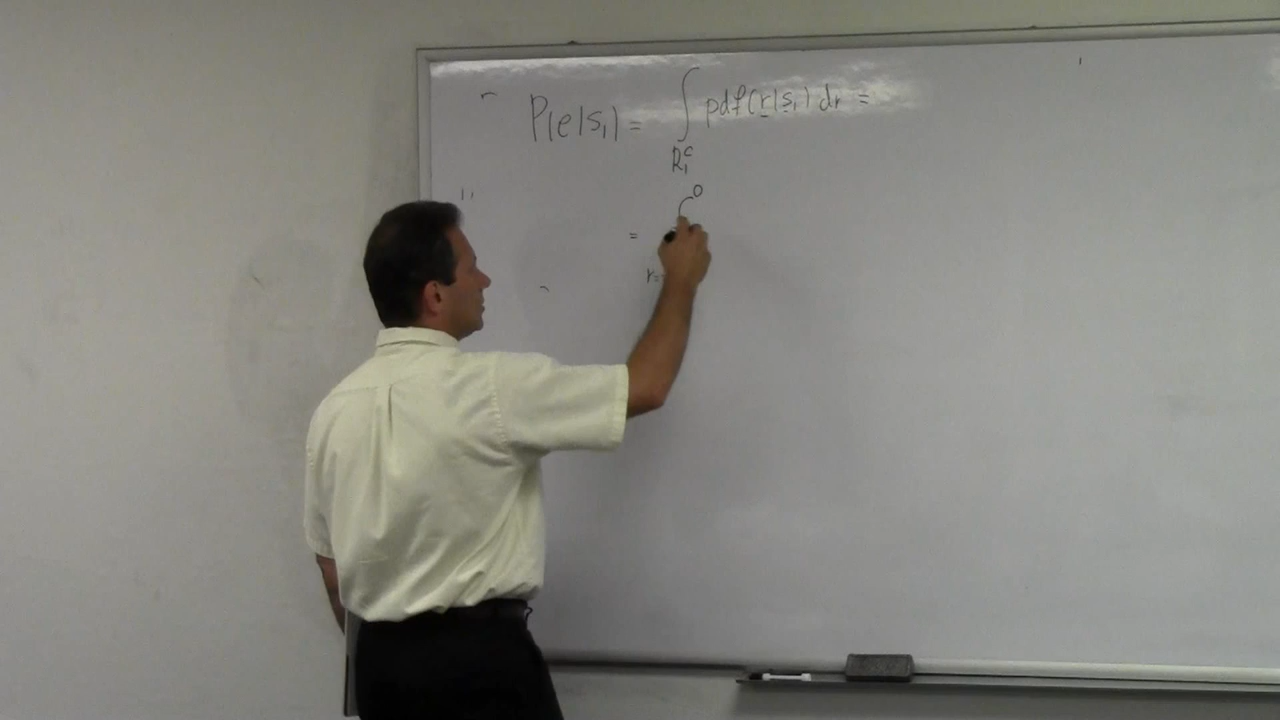 P(e|s₁) = ∫ pdf(r|s₁) dr =
R₁ᶜ
0
=
r=